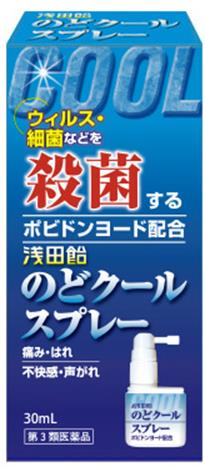 COOL
ウィルス・
細菌などを
殺菌する
ポビドンヨード配合
浅田飴
のどクール
スプレー
痛み・はれ
不快感・声がれ
30mL
第3類医薬品
浅田飴
のどクール
スプレー
ポビドンヨード配合